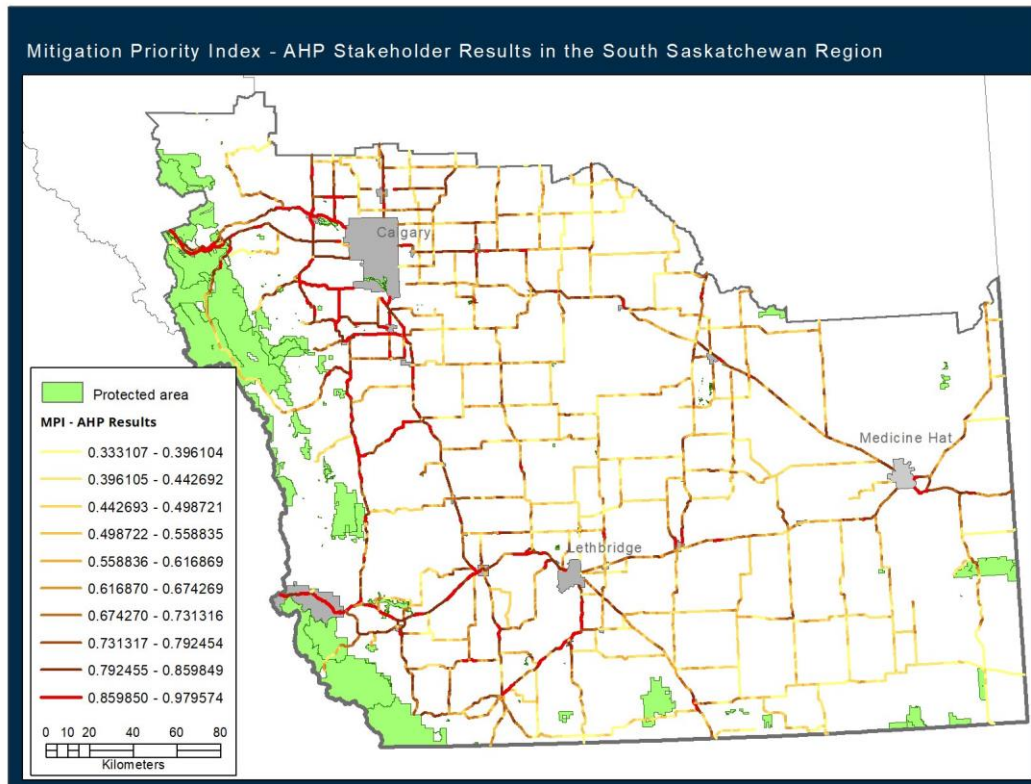 Mitigation Priority Index - AHP Stakeholder Results in the South Saskatchewan Region
Calgary
Medicine Hat
Lethbridge
Protected area
MPI - AHP Results
0.333107 - 0.396104
0.396105 - 0.442692
0.442693 - 0.498721
0.498722 - 0.558835
0.558836 - 0.616869
0.616870 - 0.674269
0.674270 - 0.731316
0.731317 - 0.792454
0.792455 - 0.859849
0.859850 - 0.979574
0 10 20 40 60 80
Kilometers